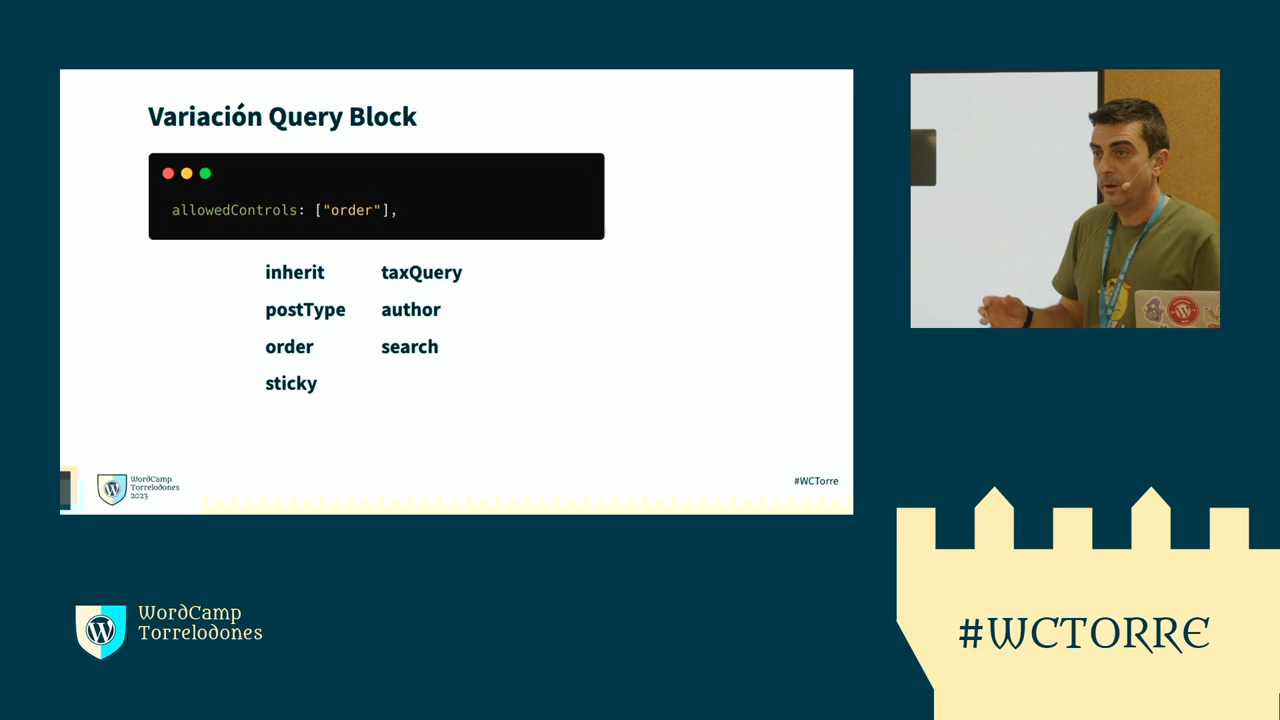 Variación Query Block
allowedControls: ["order"],
inherit taxQuery
postType author
order search
sticky
WordCamp
Torrelodones
2023
#WCTorre
WordCamp
Torrelodones
#WCTORRE